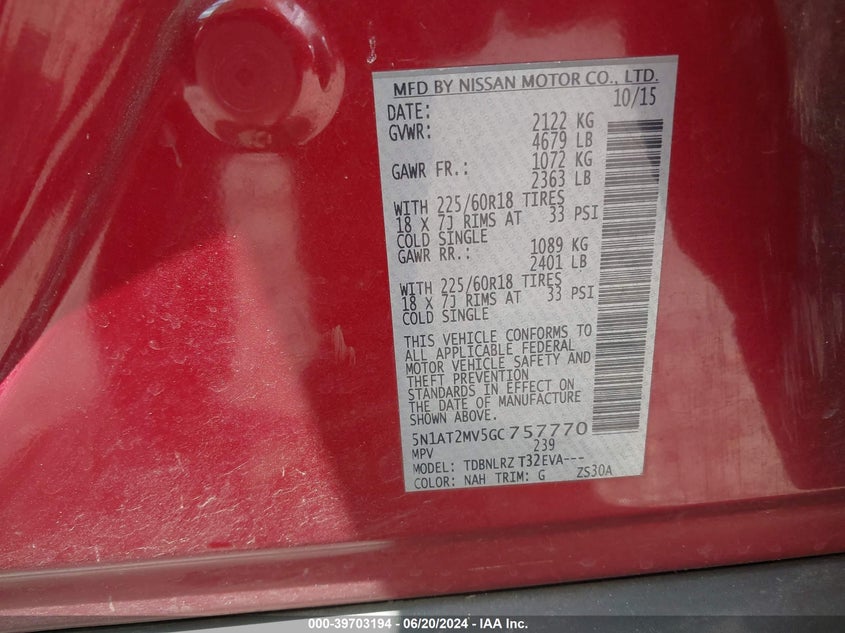 MFD BY NISSAN MOTOR CO., LTD.
DATE: 10/15
GVWR: 2122 KG
4679 LB
GAWR FR.: 1072 KG
2363 LB
WITH 225/60R18 TIRES
18 X 7J RIMS AT 33 PSI
COLD SINGLE
GAWR RR.: 1089 KG
2401 LB
WITH 225/60R18 TIRES
18 X 7J RIMS AT 33 PSI
COLD SINGLE
THIS VEHICLE CONFORMS TO
ALL APPLICABLE FEDERAL
MOTOR VEHICLE SAFETY AND
THEFT PREVENTION
STANDARDS IN EFFECT ON
THE DATE OF MANUFACTURE
SHOWN ABOVE.
5N1AT2MV5GC757770
MPV 239
MODEL: TDBNLRZ T32EVA---
COLOR: NAH TRIM: G ZS30A
000-39703194 - 06/20/2024 - IAA Inc.